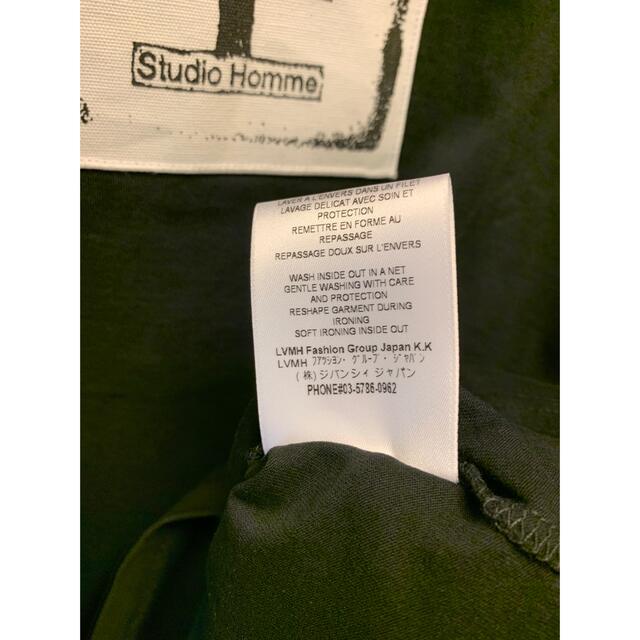 Studio Homme
LAVER A L'ENVERS DANS UN FILET
LAVAGE DELICAT AVEC SOIN ET
PROTECTION
REMETTRE EN FORME AU
REPASSAGE
REPASSAGE DOUX SUR L'ENVERS
WASH INSIDE OUT IN A NET
GENTLE WASHING WITH CARE
AND PROTECTION
RESHAPE GARMENT DURING
IRONING
SOFT IRONING INSIDE OUT
LVMH Fashion Group Japan K.K
LVMH ファッション・グループ・ジャパン
(株)ジバンシィ ジャパン
PHONE#03-5786-0962